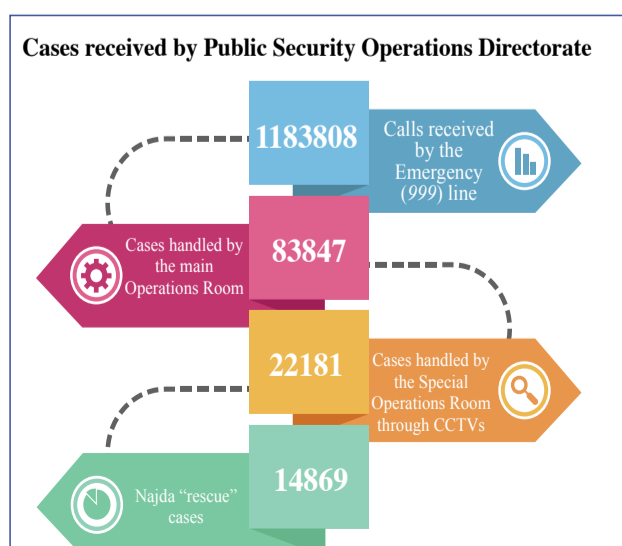 Cases received by Public Security Operations Directorate
1183808
Calls received
by the
Emergency
(999) line
83847
Cases handled by
the main
Operations Room
22181
Cases handled by
the Special
Operations Room
through CCTVs
14869
Najda “rescue”
cases